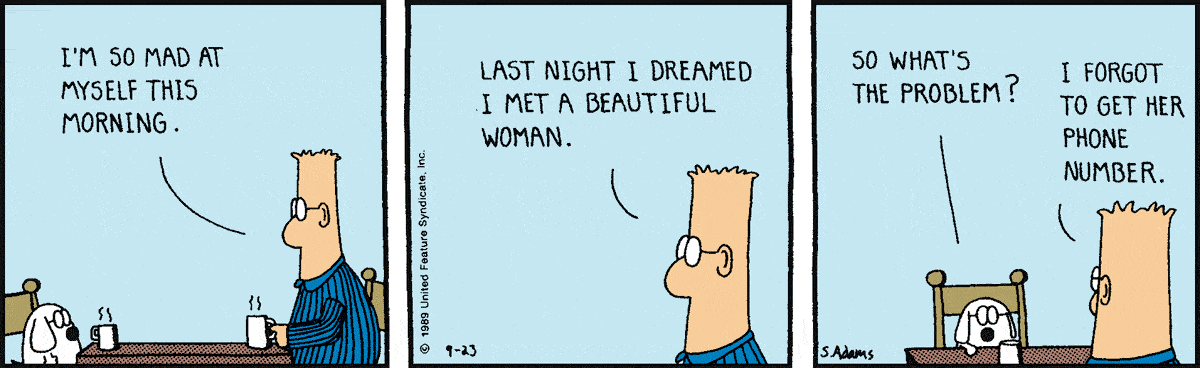 I'M SO MAD AT
MYSELF THIS
MORNING.
LAST NIGHT I DREAMED
I MET A BEAUTIFUL
WOMAN.
© 1989 United Feature Syndicate, Inc.
9-23
SO WHAT'S
THE PROBLEM?
I FORGOT
TO GET HER
PHONE
NUMBER.
S.Adams